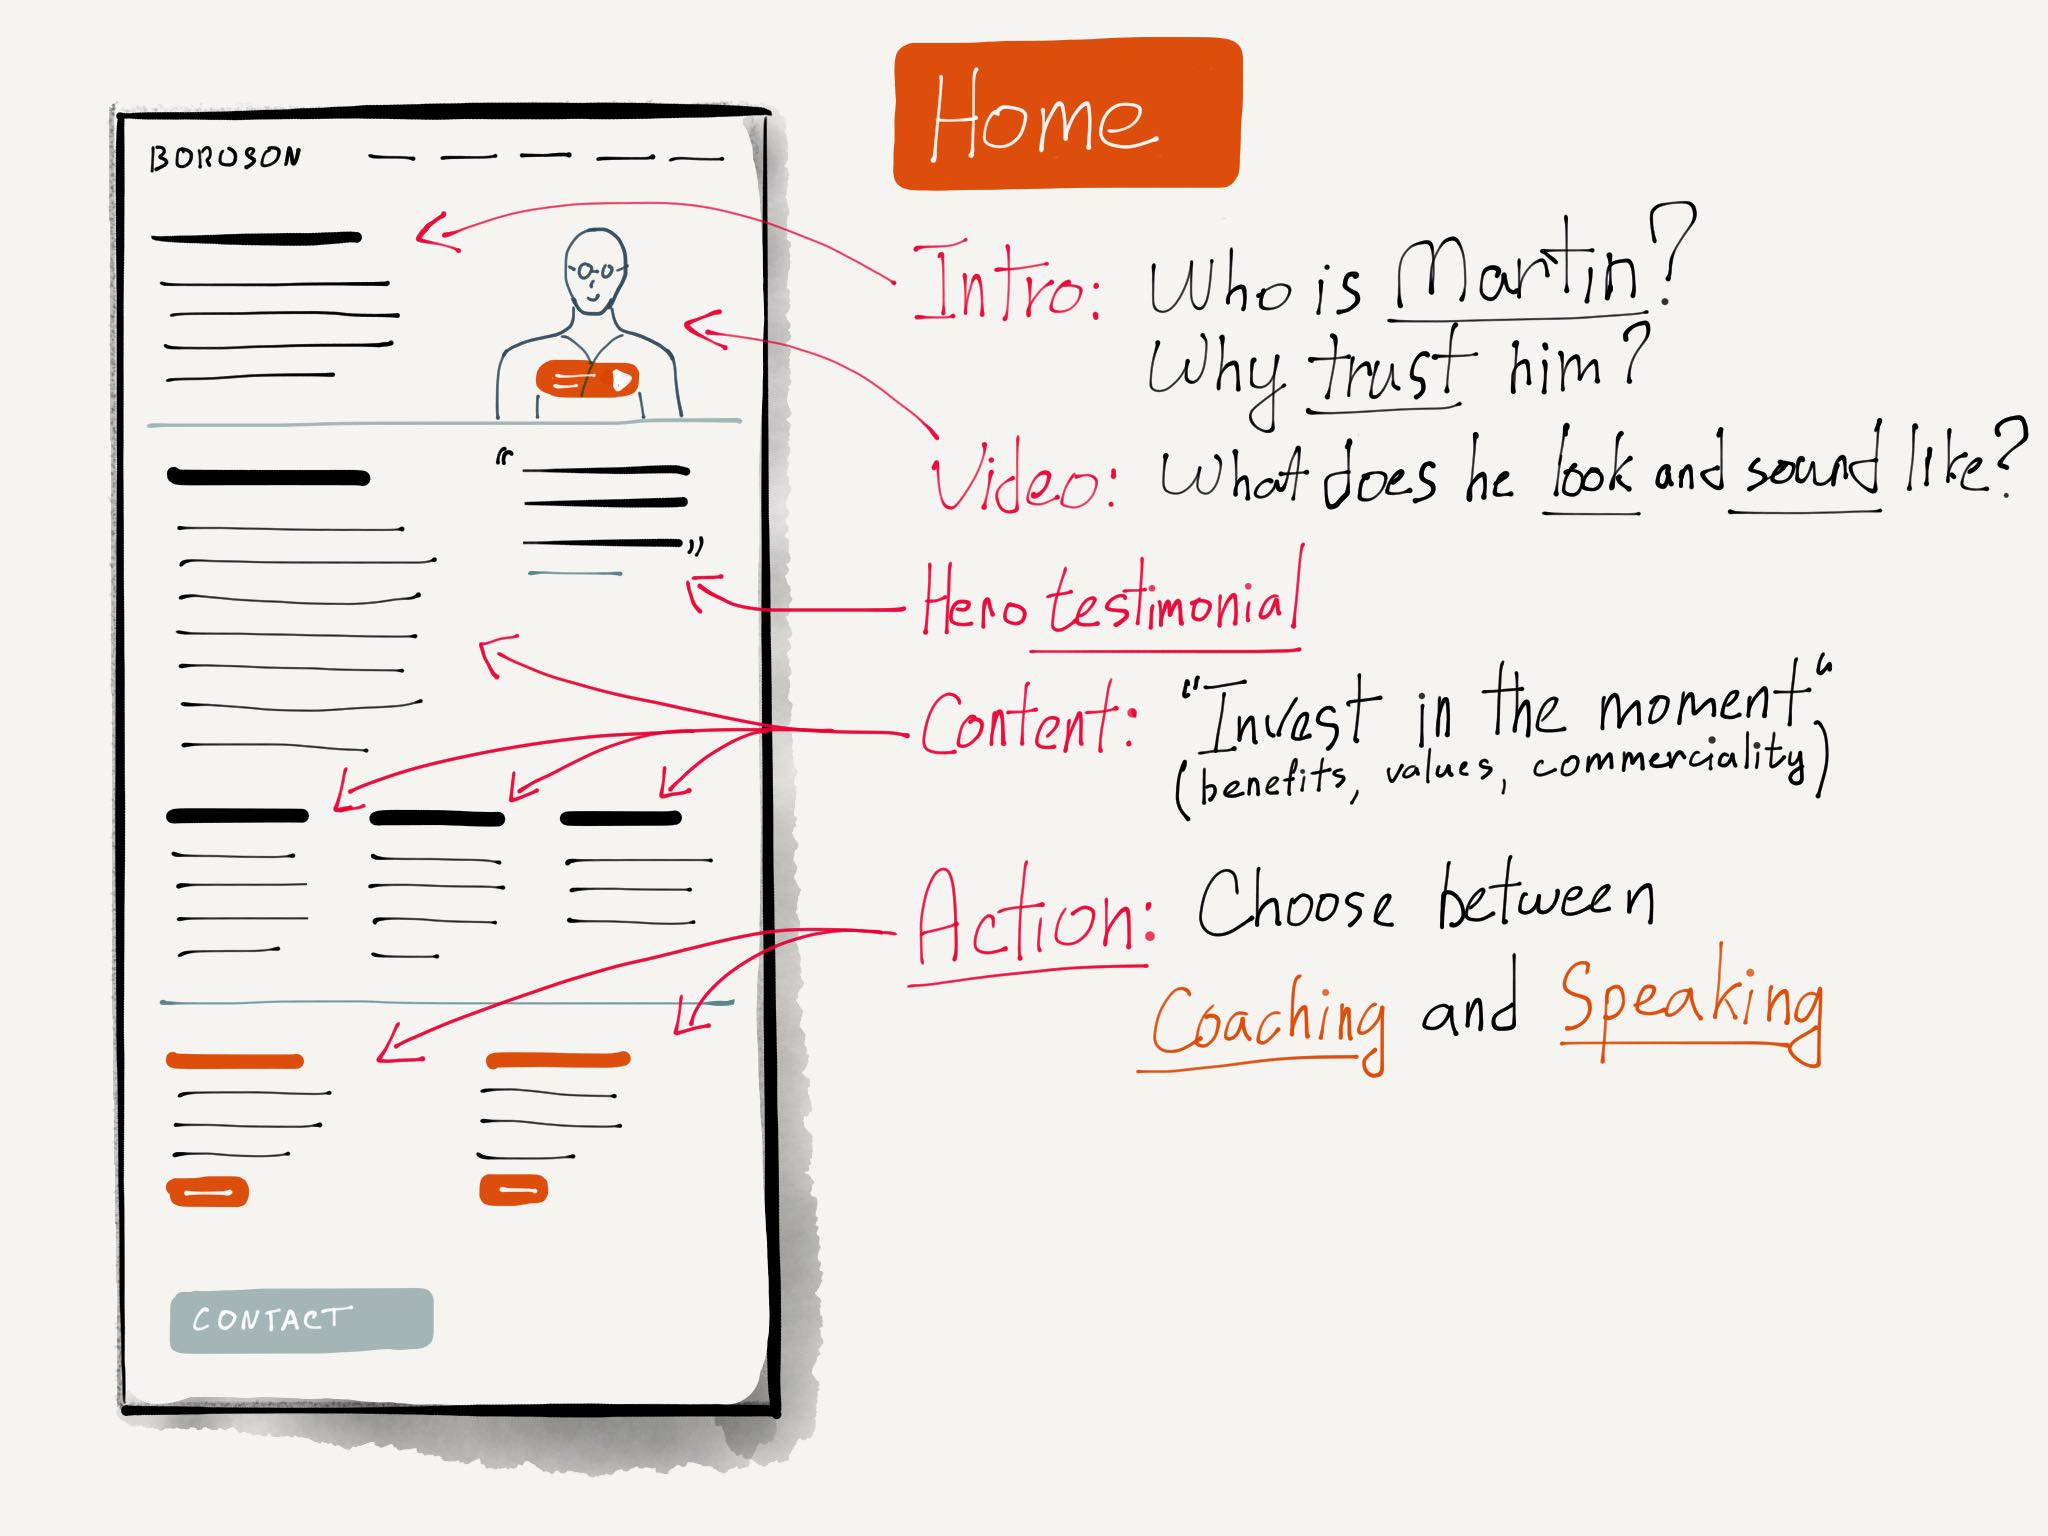 Home
BOROSON
Intro: Who is Martin?
Why trust him?
Video: What does he look and sound like?
Hero testimonial
Content: "Invest in the moment"
(benefits, values, commerciality)
Action: Choose between
Coaching and Speaking
CONTACT